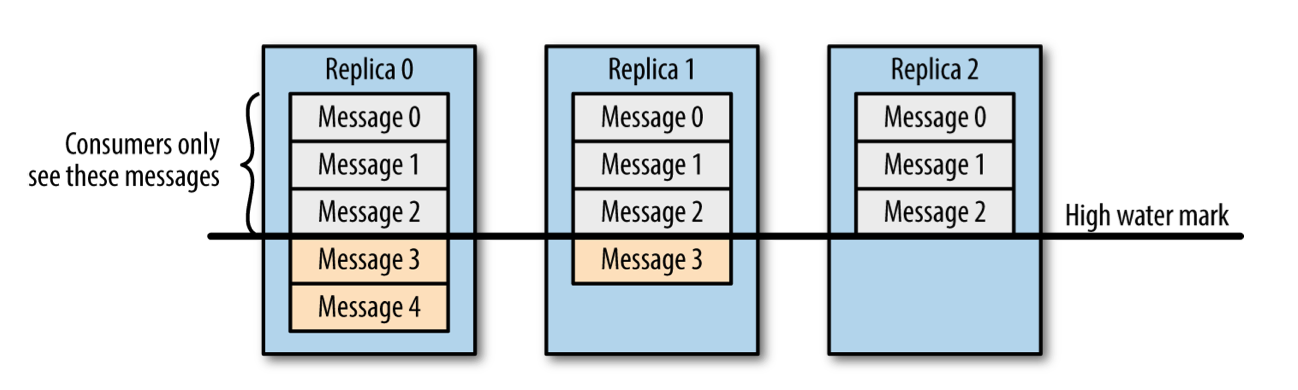 Replica 0
Replica 1
Replica 2
Consumers only
see these messages
Message 0
Message 1
Message 2
Message 3
Message 4
Message 0
Message 1
Message 2
Message 3
Message 0
Message 1
Message 2
High water mark